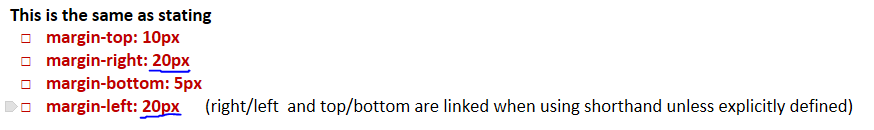 This is the same as stating
margin-top: 10px
margin-right: 20px
margin-bottom: 5px
margin-left: 20px (right/left and top/bottom are linked when using shorthand unless explicitly defined)